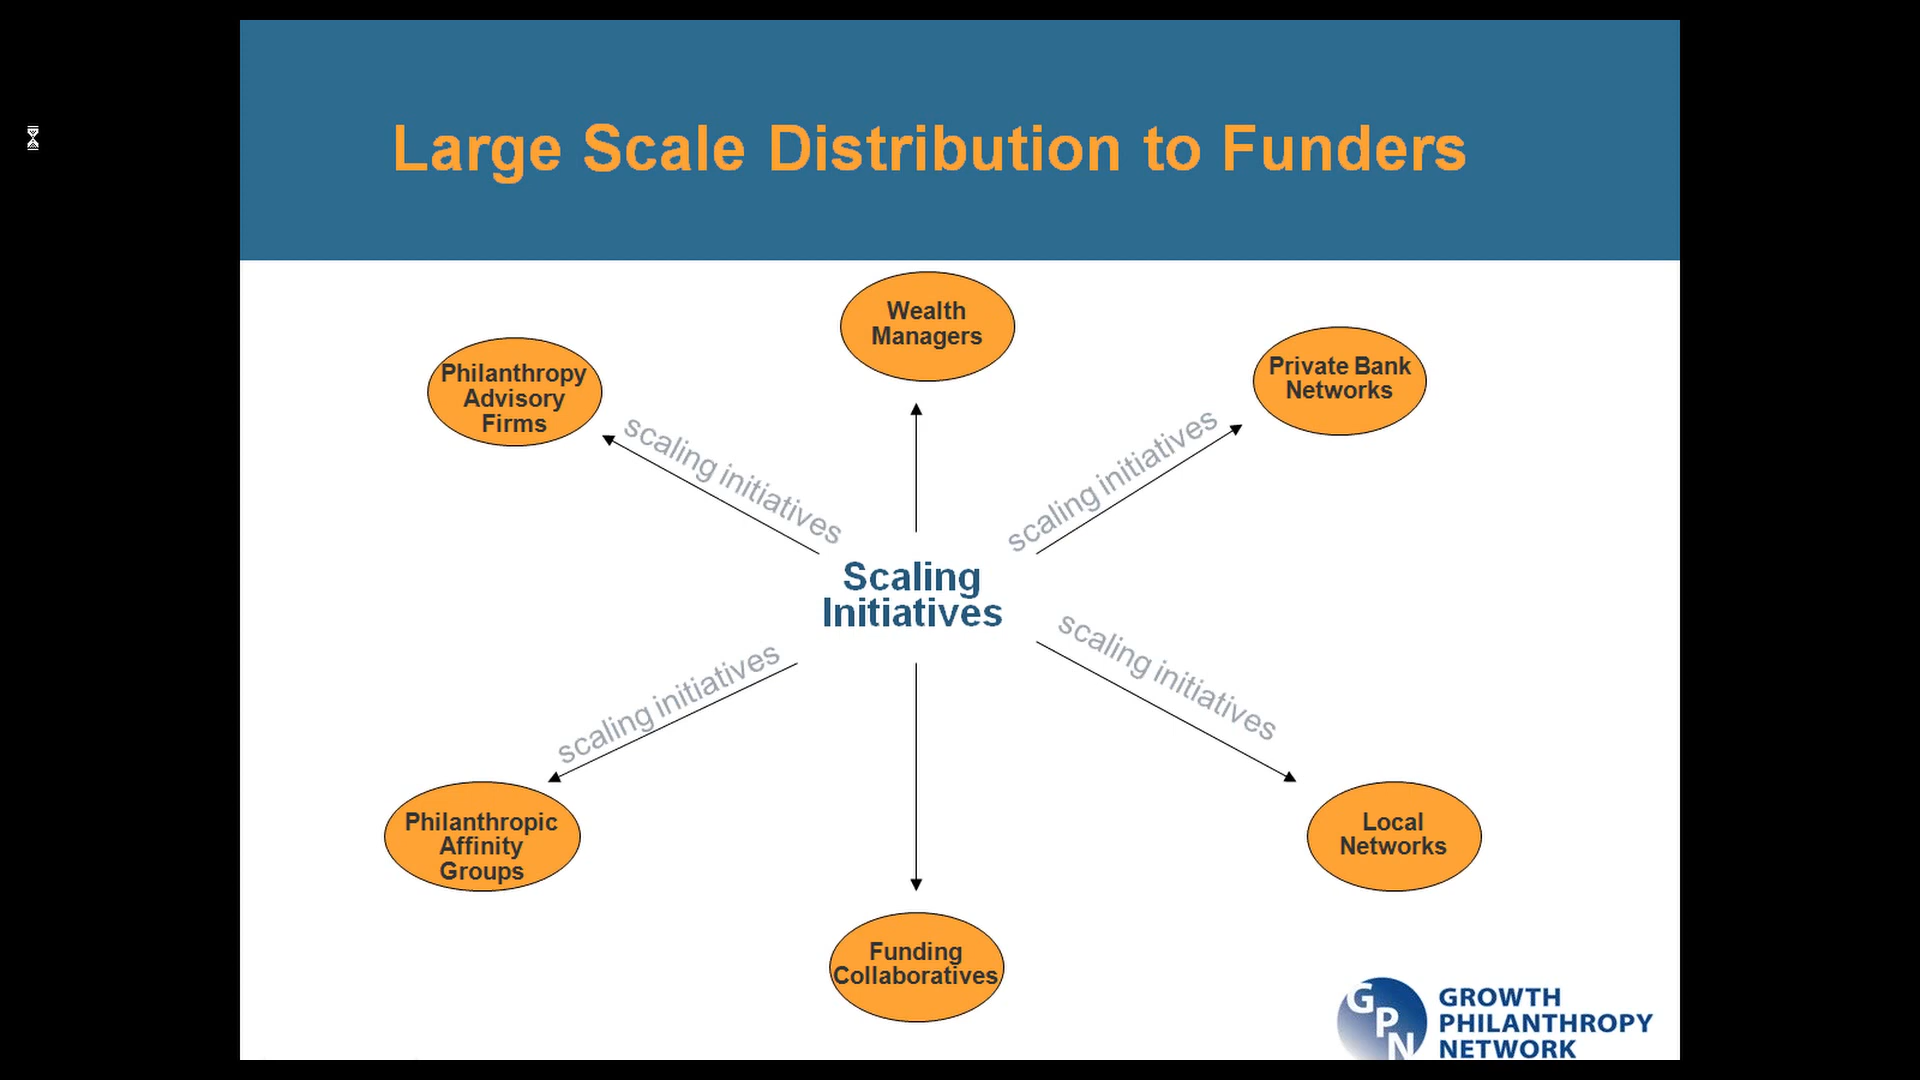 Large Scale Distribution to Funders
Wealth
Managers
Philanthropy
Advisory
Firms
Private Bank
Networks
scaling initiatives
scaling initiatives
Scaling
Initiatives
scaling initiatives
scaling initiatives
Philanthropic
Affinity
Groups
Local
Networks
Funding
Collaboratives
GPN
GROWTH
PHILANTHROPY
NETWORK